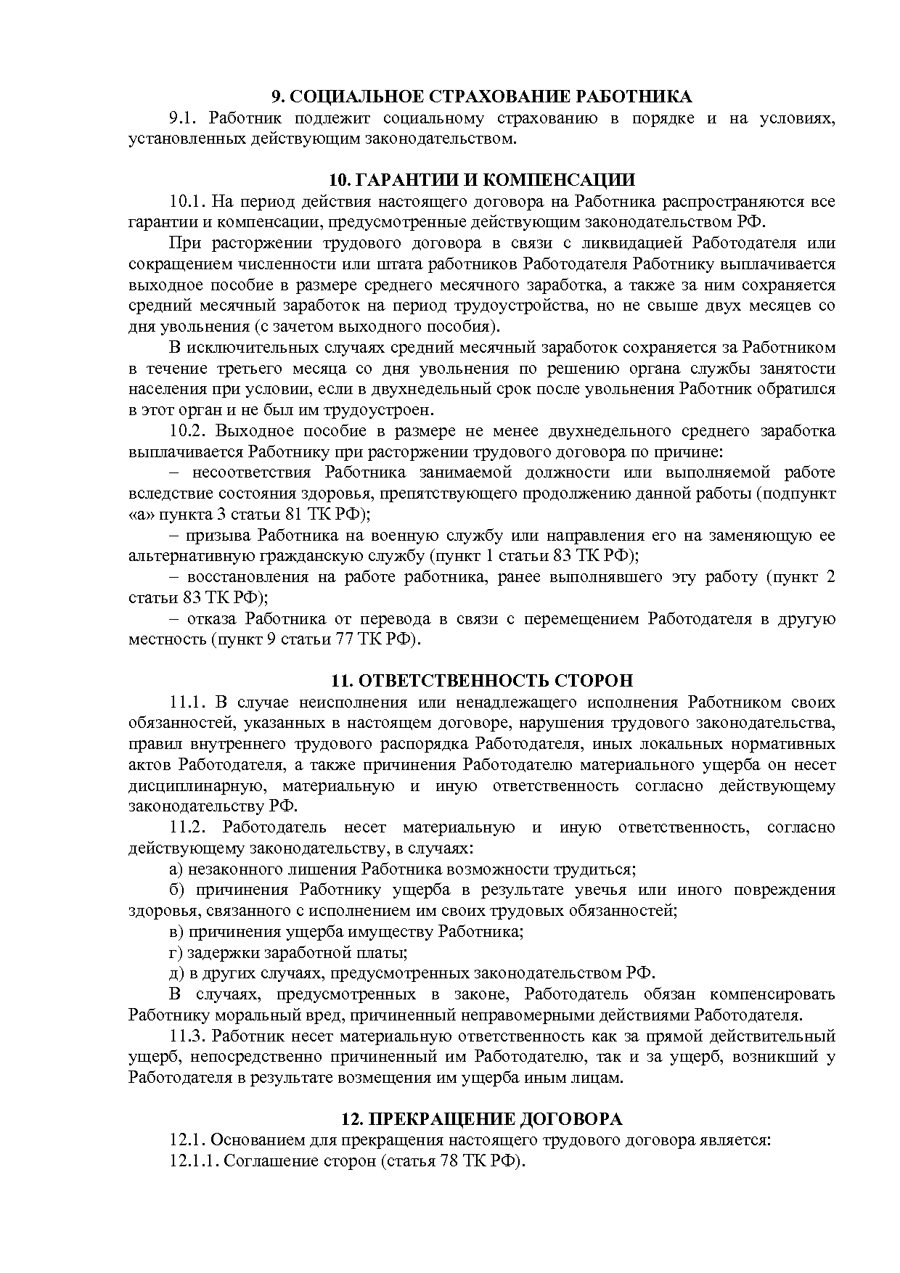 9. СОЦИАЛЬНОЕ СТРАХОВАНИЕ РАБОТНИКА
9.1. Работник подлежит социальному страхованию в порядке и на условиях,
установленных действующим законодательством.
10. ГАРАНТИИ И КОМПЕНСАЦИИ
10.1. На период действия настоящего договора на Работника распространяются все
гарантии и компенсации, предусмотренные действующим законодательством РФ.
При расторжении трудового договора в связи с ликвидацией Работодателя или
сокращением численности или штата работников Работодателя Работнику выплачивается
выходное пособие в размере среднего месячного заработка, а также за ним сохраняется
средний месячный заработок на период трудоустройства, но не свыше двух месяцев со
дня увольнения (с зачетом выходного пособия).
В исключительных случаях средний месячный заработок сохраняется за Работником
в течение третьего месяца со дня увольнения по решению органа службы занятости
населения при условии, если в двухнедельный срок после увольнения Работник обратился
в этот орган и не был им трудоустроен.
10.2. Выходное пособие в размере не менее двухнедельного среднего заработка
выплачивается Работнику при расторжении трудового договора по причине:
– несоответствия Работника занимаемой должности или выполняемой работе
вследствие состояния здоровья, препятствующего продолжению данной работы (подпункт
«а» пункта 3 статьи 81 ТК РФ);
– призыва Работника на военную службу или направления его на заменяющую ее
альтернативную гражданскую службу (пункт 1 статьи 83 ТК РФ);
– восстановления на работе работника, ранее выполнявшего эту работу (пункт 2
статьи 83 ТК РФ);
– отказа Работника от перевода в связи с перемещением Работодателя в другую
местность (пункт 9 статьи 77 ТК РФ).
11. ОТВЕТСТВЕННОСТЬ СТОРОН
11.1. В случае неисполнения или ненадлежащего исполнения Работником своих
обязанностей, указанных в настоящем договоре, нарушения трудового законодательства,
правил внутреннего трудового распорядка Работодателя, иных локальных нормативных
актов Работодателя, а также причинения Работодателю материального ущерба он несет
дисциплинарную, материальную и иную ответственность согласно действующему
законодательству РФ.
11.2. Работодатель несет материальную и иную ответственность, согласно
действующему законодательству, в случаях:
а) незаконного лишения Работника возможности трудиться;
б) причинения Работнику ущерба в результате увечья или иного повреждения
здоровья, связанного с исполнением им своих трудовых обязанностей;
в) причинения ущерба имуществу Работника;
г) задержки заработной платы;
д) в других случаях, предусмотренных законодательством РФ.
В случаях, предусмотренных в законе, Работодатель обязан компенсировать
Работнику моральный вред, причиненный неправомерными действиями Работодателя.
11.3. Работник несет материальную ответственность как за прямой действительный
ущерб, непосредственно причиненный им Работодателю, так и за ущерб, возникший у
Работодателя в результате возмещения им ущерба иным лицам.
12. ПРЕКРАЩЕНИЕ ДОГОВОРА
12.1. Основанием для прекращения настоящего трудового договора является:
12.1.1. Соглашение сторон (статья 78 ТК РФ).